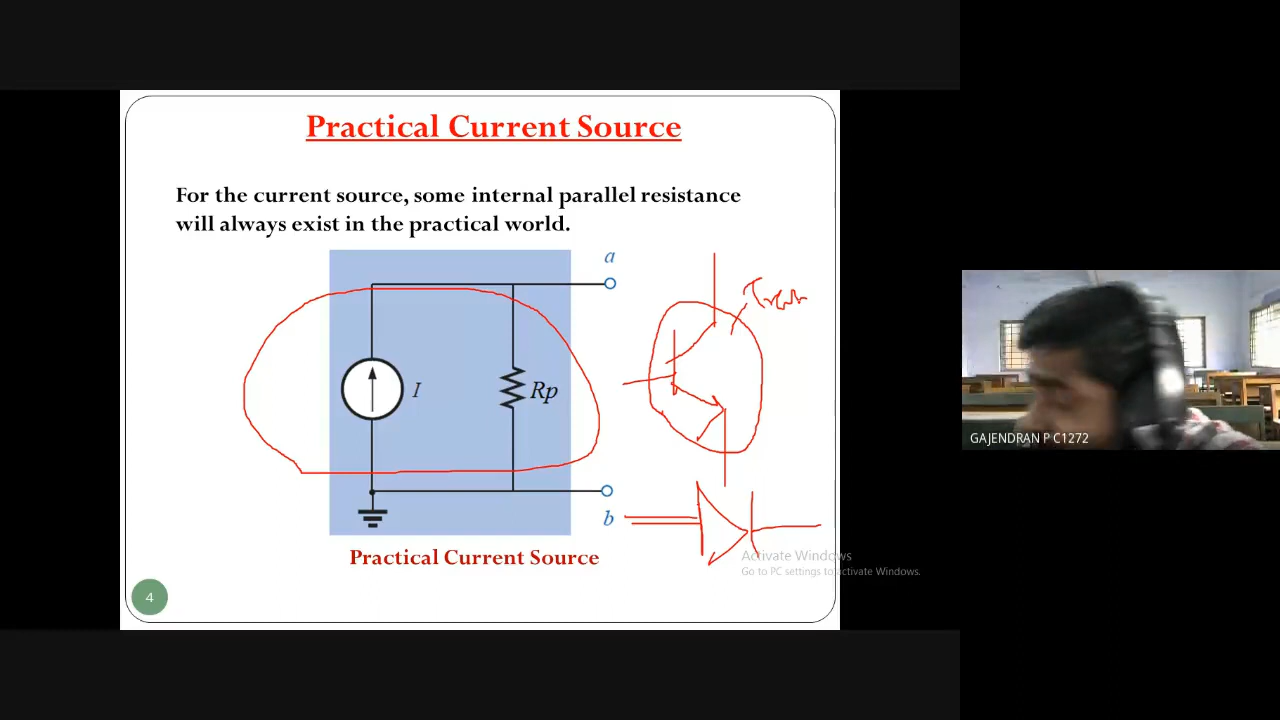 Practical Current Source
For the current source, some internal parallel resistance
will always exist in the practical world.
a
I
Rp
b
Practical Current Source
4
Activate Windows
Go to PC settings to activate Windows.
GAJENDRAN P C1272